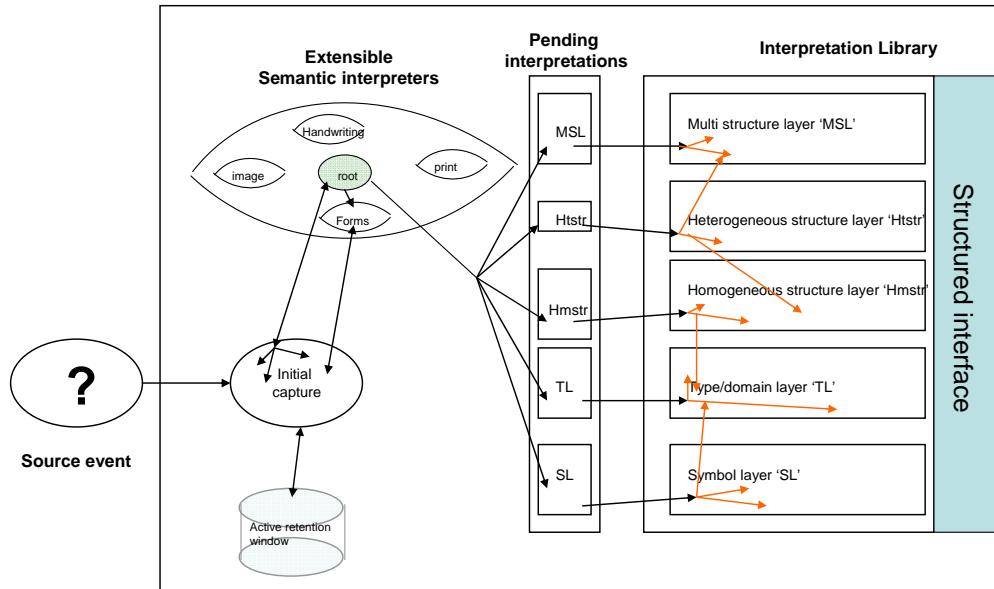 Extensible
Semantic interpreters
Pending
interpretations
Interpretation Library
Handwriting
image
root
print
Forms
MSL
Htstr
Hmstr
TL
SL
Multi structure layer ‘MSL’
Heterogeneous structure layer ‘Htstr’
Homogeneous structure layer ‘Hmstr’
Type/domain layer ‘TL’
Symbol layer ‘SL’
Structured interface
?
Source event
Initial
capture
Active retention
window